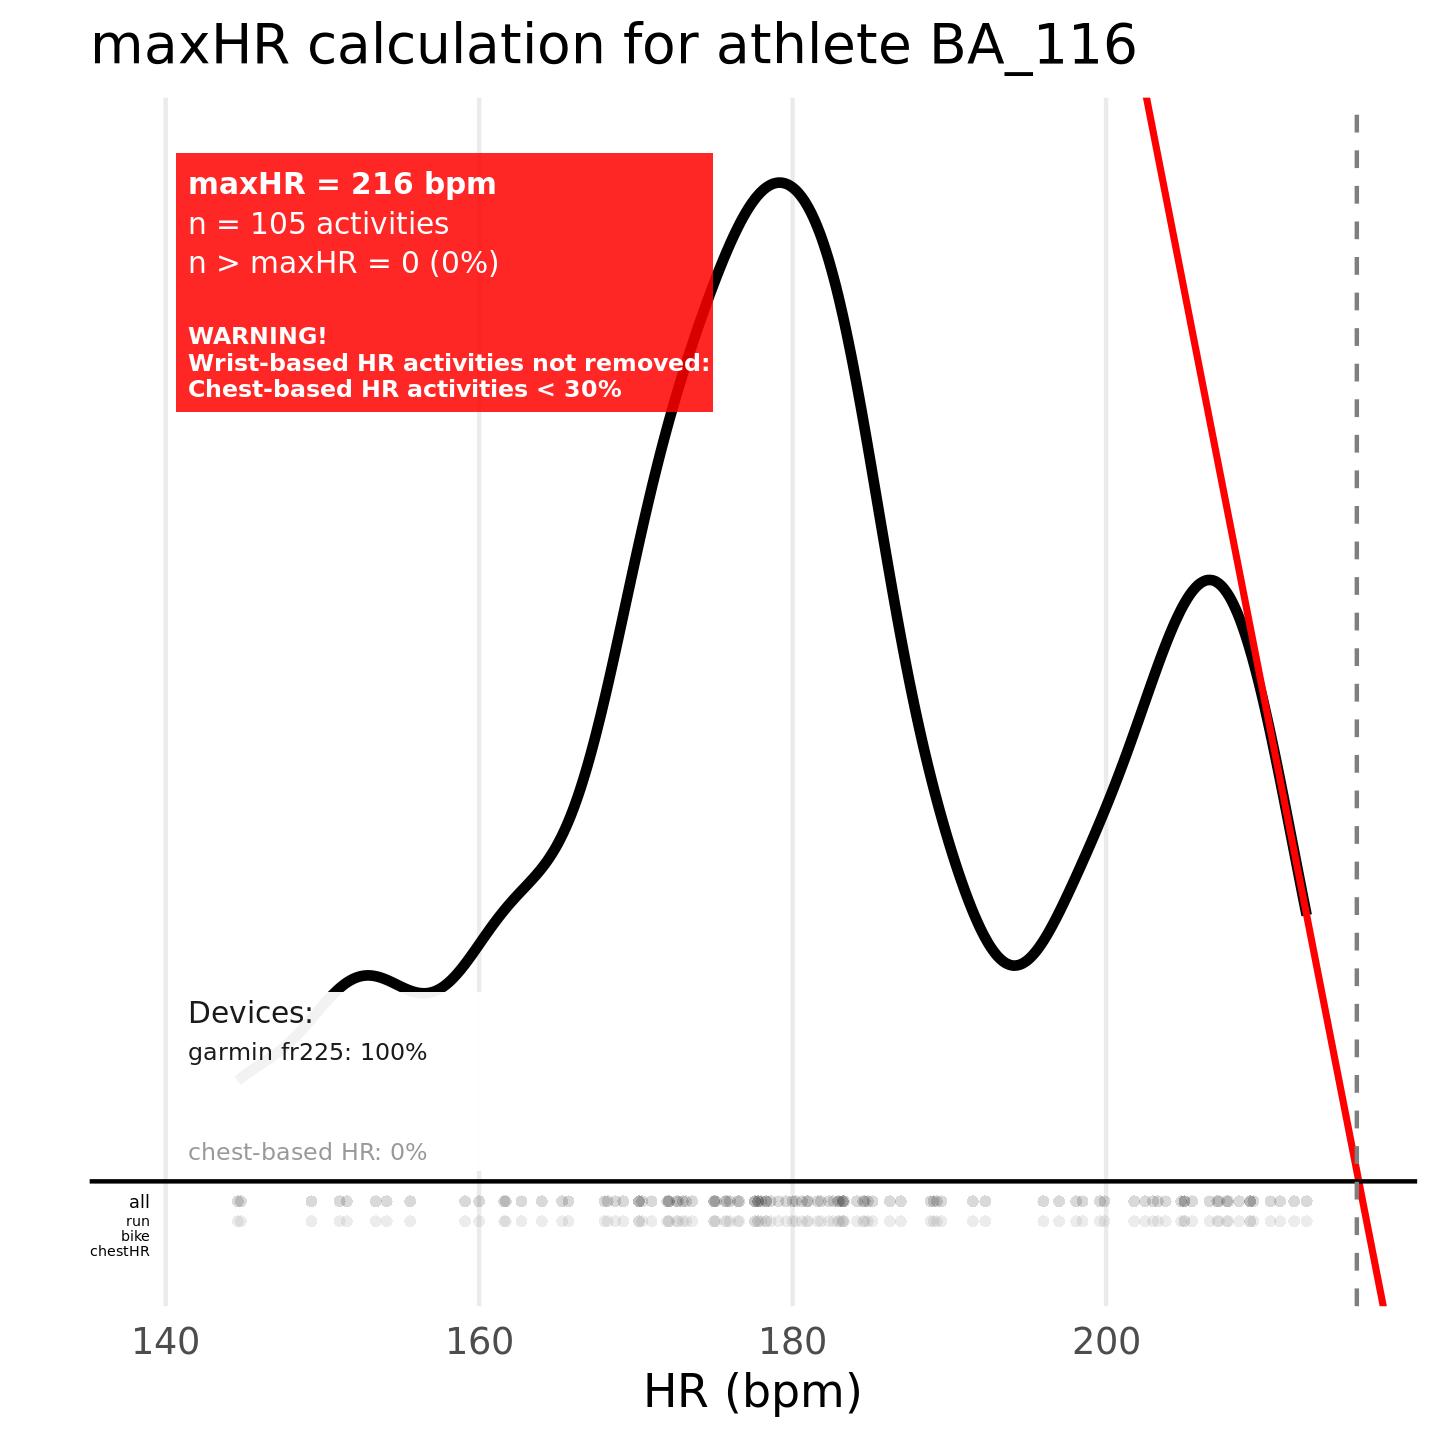 maxHR calculation for athlete BA_116
maxHR = 216 bpm
n = 105 activities
n > maxHR = 0 (0%)
WARNING!
Wrist-based HR activities not removed:
Chest-based HR activities < 30%
Devices:
garmin fr225: 100%
chest-based HR: 0%
all
run
bike
chestHR
140 160 180 200
HR (bpm)